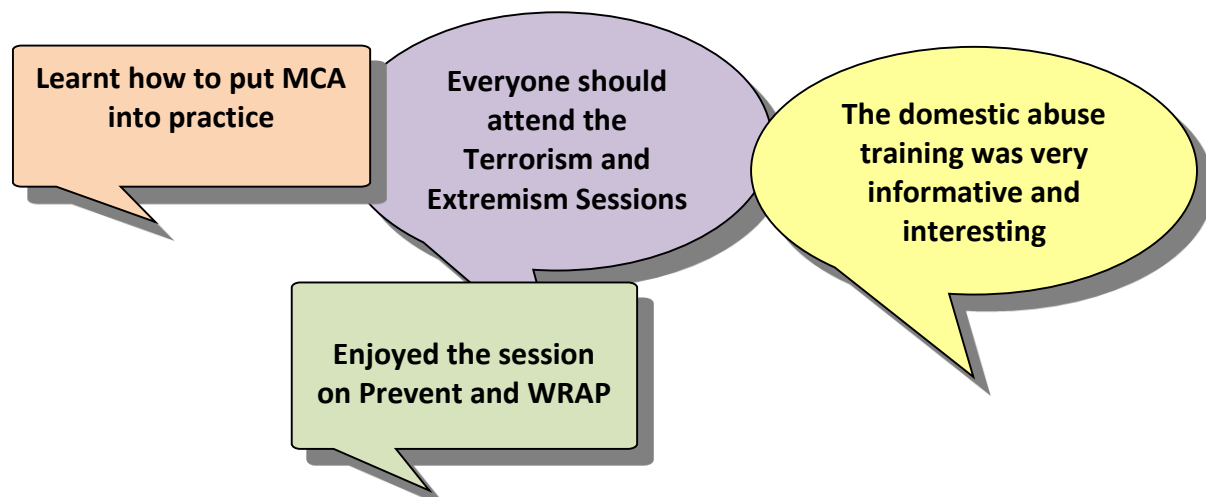 Learnt how to put MCA
into practice
Everyone should
attend the
Terrorism and
Extremism Sessions
The domestic abuse
training was very
informative and
interesting
Enjoyed the session
on Prevent and WRAP